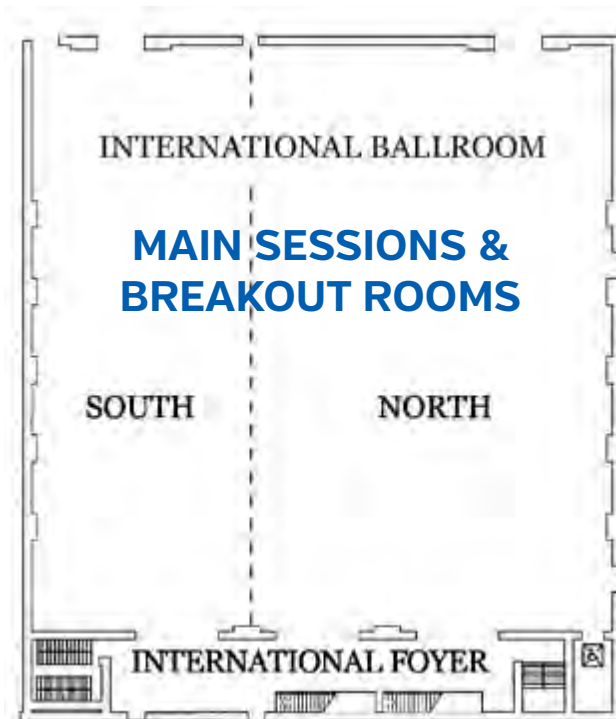 INTERNATIONAL BALLROOM
MAIN SESSIONS &
BREAKOUT ROOMS
SOUTH
NORTH
INTERNATIONAL FOYER